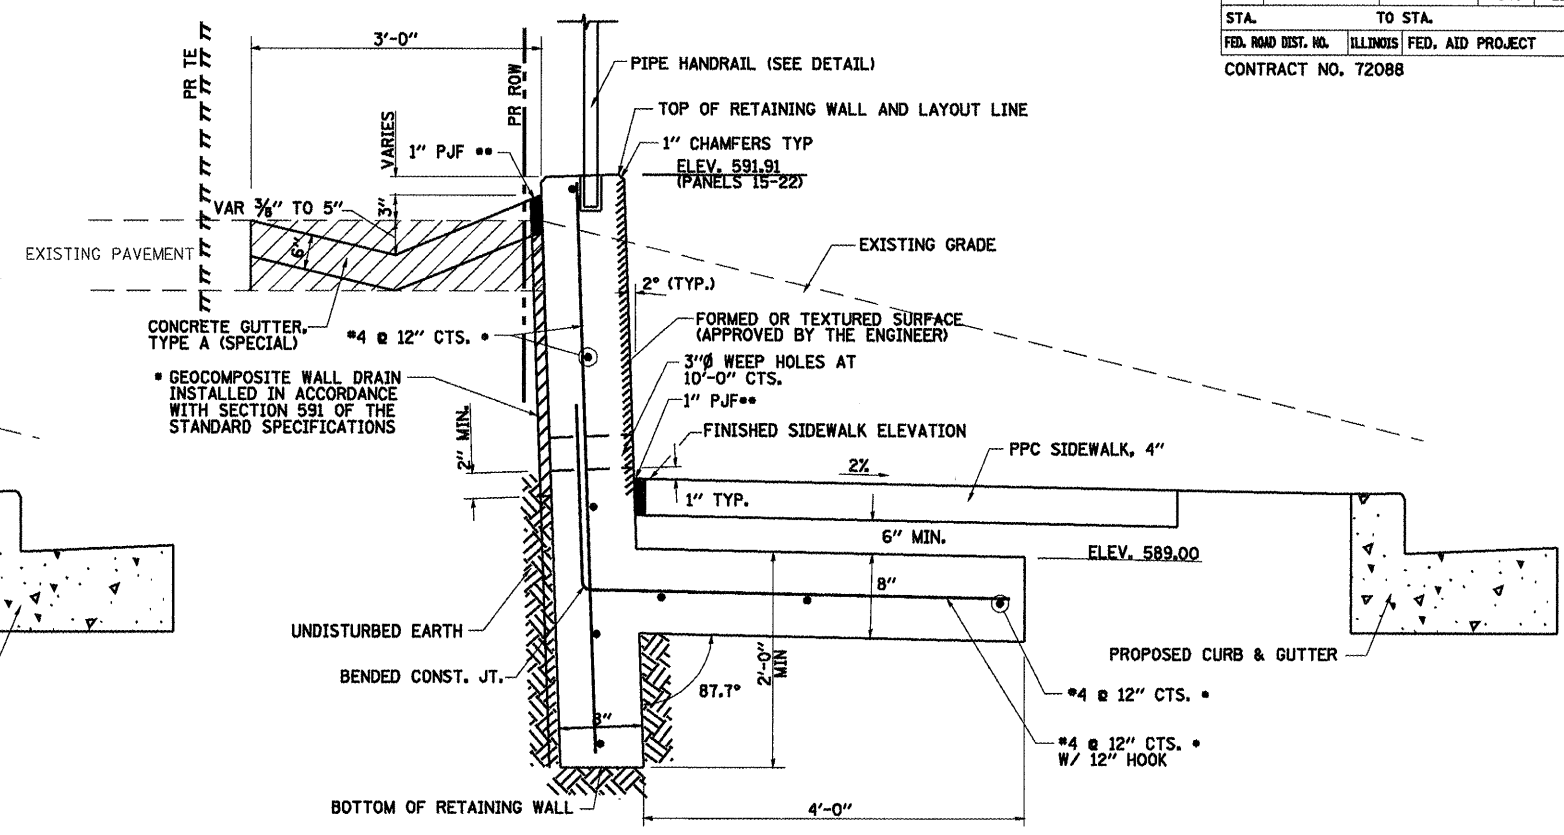 STA. TO STA.
FED. ROAD DIST. NO. ILLINOIS FED. AID PROJECT
CONTRACT NO. 72088
3'-0"
PR TE
PR ROW
PIPE HANDRAIL (SEE DETAIL)
TOP OF RETAINING WALL AND LAYOUT LINE
VARIES
1" PJF **
1" CHAMFERS TYP
ELEV. 591.91
(PANELS 15-22)
VAR ⅜" TO 5"
3"
6"
EXISTING PAVEMENT
EXISTING GRADE
2° (TYP.)
CONCRETE GUTTER,
TYPE A (SPECIAL)
#4 @ 12" CTS. *
FORMED OR TEXTURED SURFACE
(APPROVED BY THE ENGINEER)
3"Ø WEEP HOLES AT
10'-0" CTS.
* GEOCOMPOSITE WALL DRAIN
INSTALLED IN ACCORDANCE
WITH SECTION 591 OF THE
STANDARD SPECIFICATIONS
1" PJF**
2" MIN.
FINISHED SIDEWALK ELEVATION
PPC SIDEWALK, 4"
2%
1" TYP.
6" MIN.
ELEV. 589.00
8"
UNDISTURBED EARTH
BENDED CONST. JT.
2'-0"
MIN
87.7°
PROPOSED CURB & GUTTER
#4 @ 12" CTS. *
8"
#4 @ 12" CTS. *
W/ 12" HOOK
BOTTOM OF RETAINING WALL
4'-0"